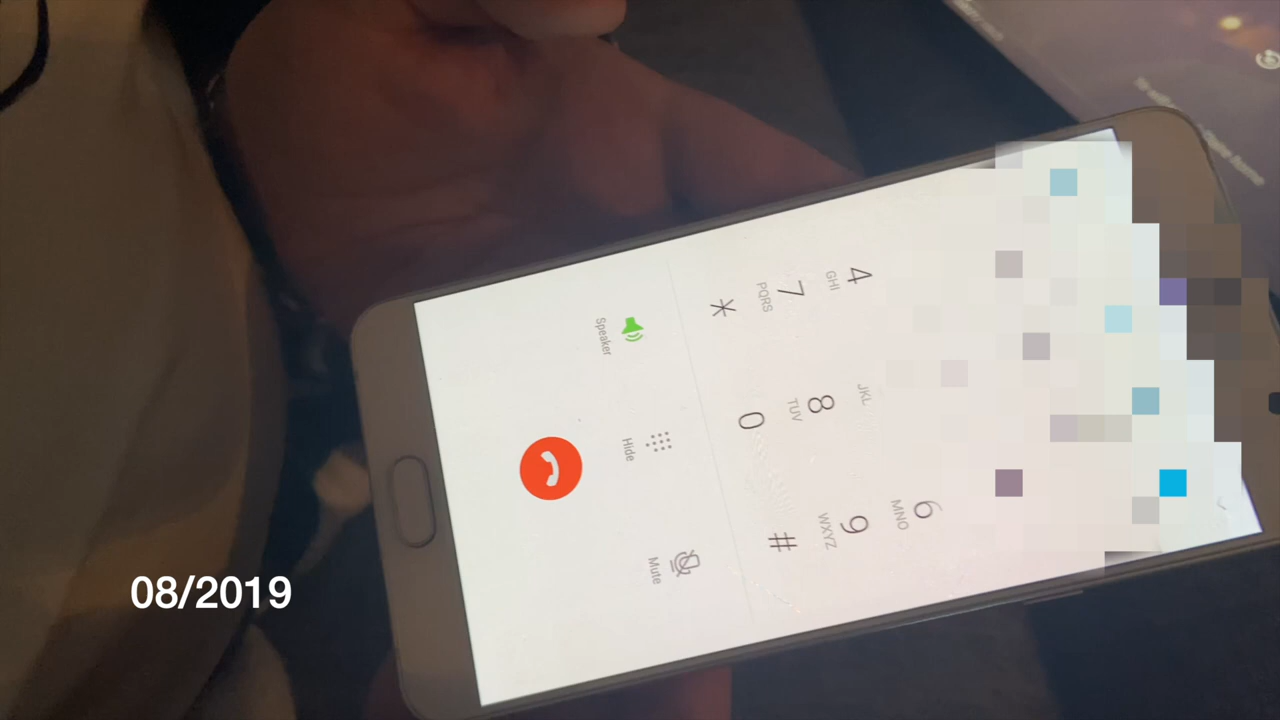 4 6
GHI JKL MNO
7 8 9
PQRS TUV WXYZ
* 0 #
Speaker Hide Mute
08/2019